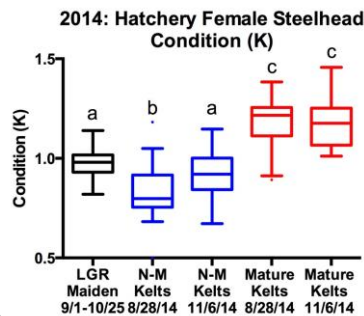 2014: Hatchery Female Steelhead
Condition (K)
Condition (K)
1.5
1.0
0.5
a
b
a
c
c
LGR
Maiden
9/1-10/25
N-M
Kelts
8/28/14
N-M
Kelts
11/6/14
Mature
Kelts
8/28/14
Mature
Kelts
11/6/14